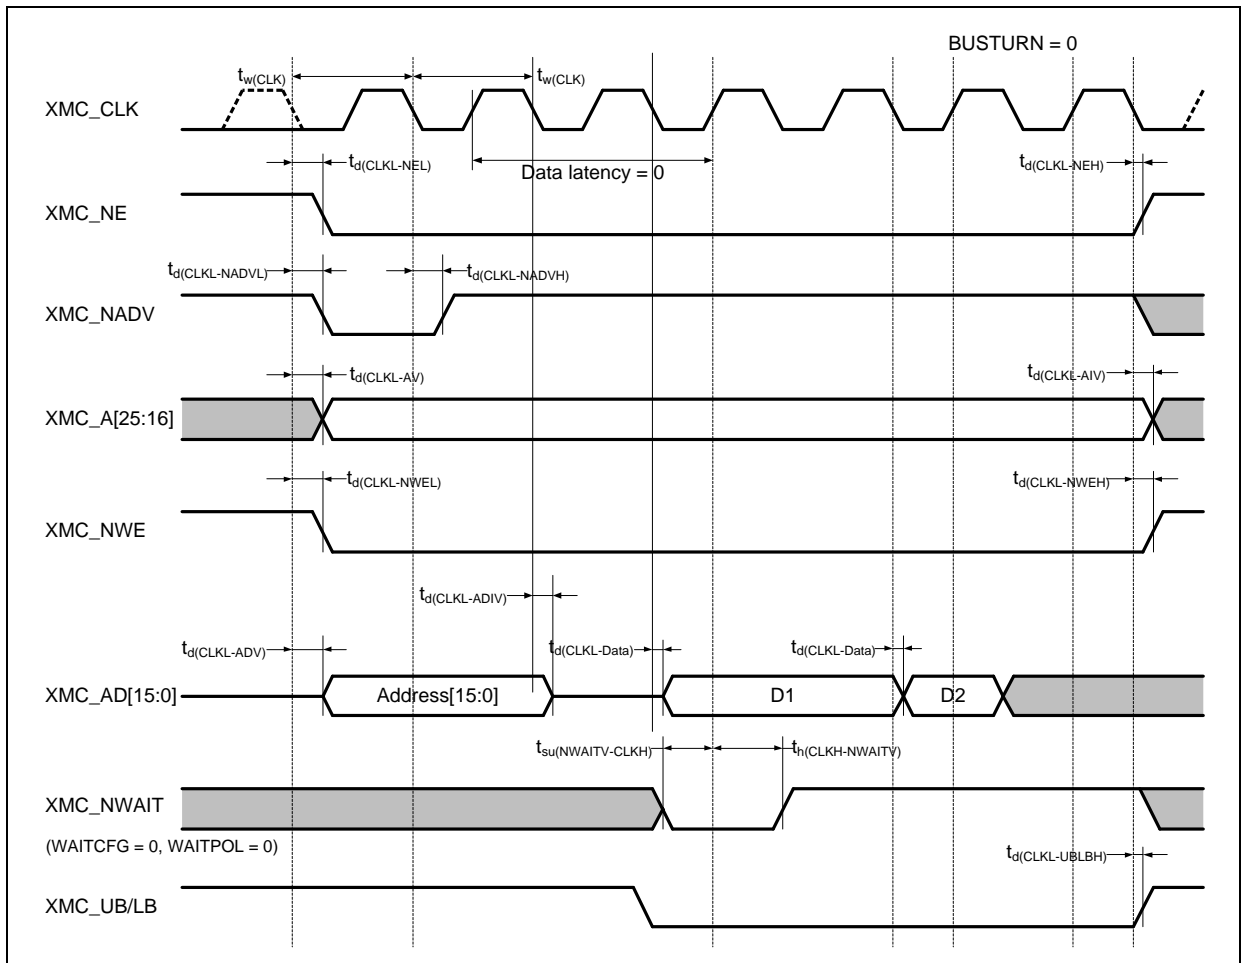 BUSTURN = 0
tw(CLK)
tw(CLK)
XMC_CLK
td(CLKL-NEL)
Data latency = 0
td(CLKL-NEH)
XMC_NE
td(CLKL-NADVL)
td(CLKL-NADVH)
XMC_NADV
td(CLKL-AV)
td(CLKL-AIV)
XMC_A[25:16]
td(CLKL-NWEL)
td(CLKL-NWEH)
XMC_NWE
td(CLKL-ADIV)
td(CLKL-ADV)
td(CLKL-Data)
td(CLKL-Data)
XMC_AD[15:0]
Address[15:0]
D1
D2
tsu(NWAITV-CLKH)
th(CLKH-NWAITV)
XMC_NWAIT
(WAITCFG = 0, WAITPOL = 0)
td(CLKL-UBLBH)
XMC_UB/LB